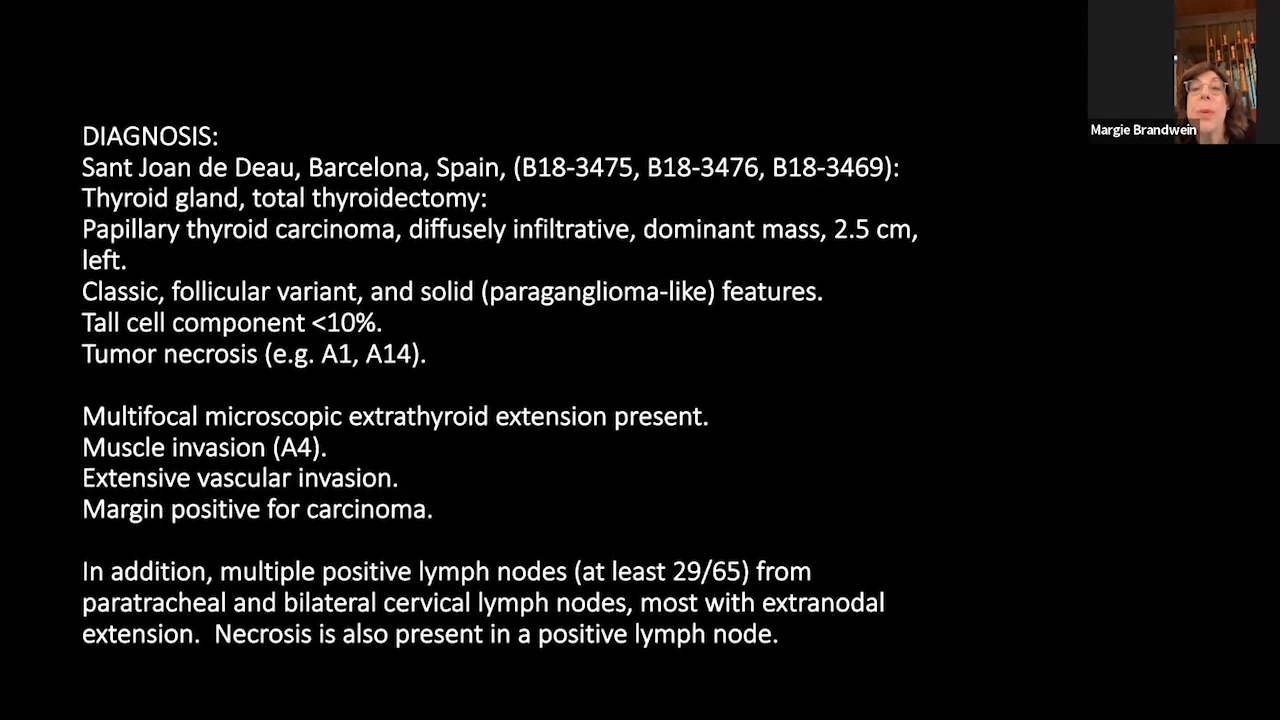 Margie Brandwein
DIAGNOSIS:
Sant Joan de Deau, Barcelona, Spain, (B18-3475, B18-3476, B18-3469):
Thyroid gland, total thyroidectomy:
Papillary thyroid carcinoma, diffusely infiltrative, dominant mass, 2.5 cm,
left.
Classic, follicular variant, and solid (paraganglioma-like) features.
Tall cell component <10%.
Tumor necrosis (e.g. A1, A14).
Multifocal microscopic extrathyroid extension present.
Muscle invasion (A4).
Extensive vascular invasion.
Margin positive for carcinoma.
In addition, multiple positive lymph nodes (at least 29/65) from
paratracheal and bilateral cervical lymph nodes, most with extranodal
extension.  Necrosis is also present in a positive lymph node.